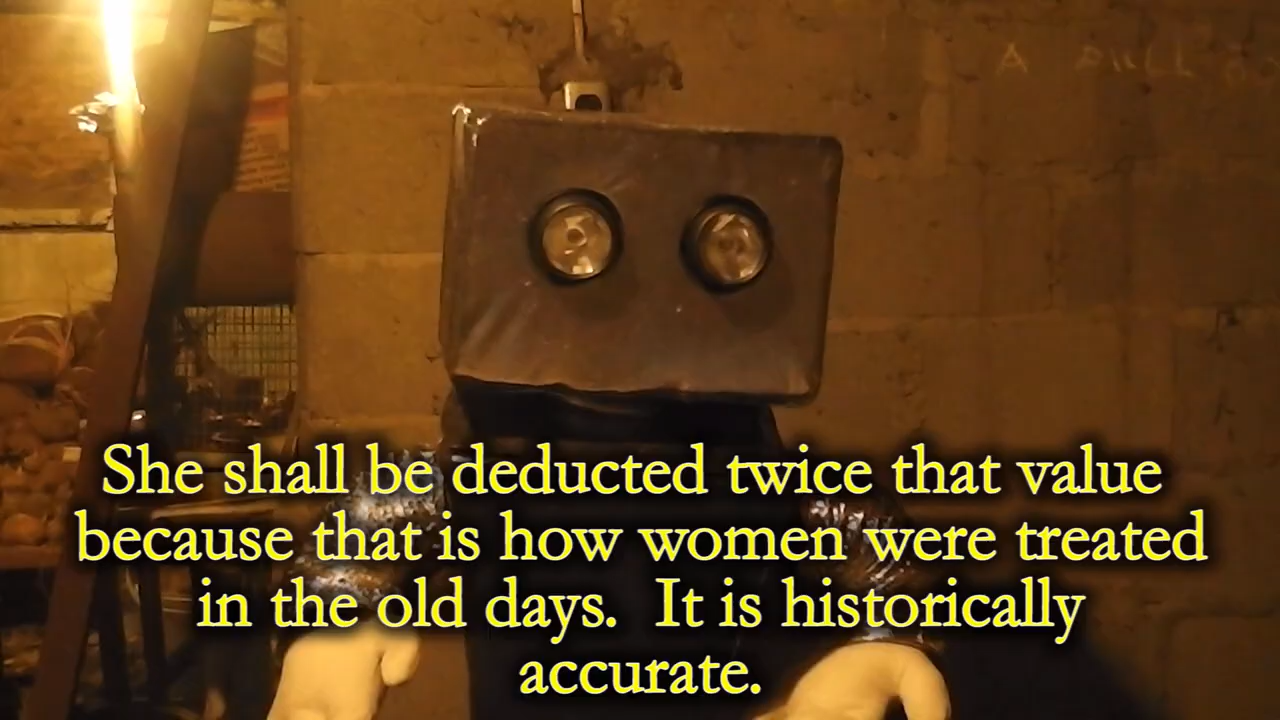 She shall be deducted twice that value
because that is how women were treated
in the old days.  It is historically
accurate.